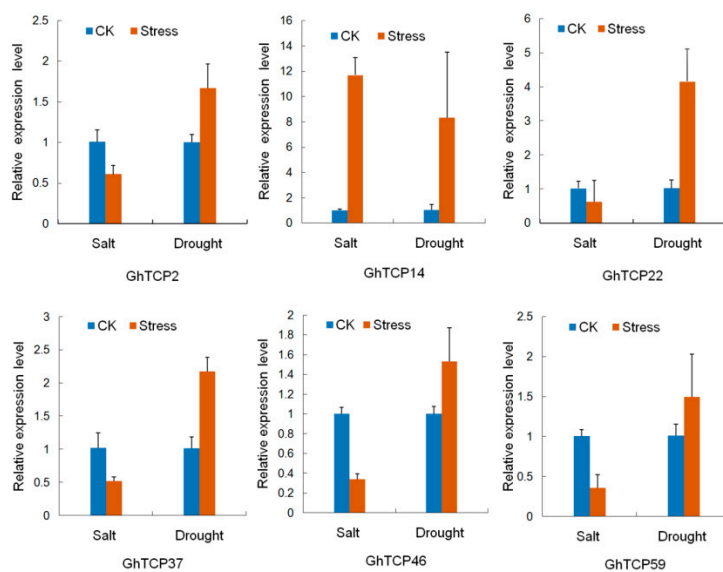 2.5
CK Stress
2
1.5
1
0.5
0
Relative expression level
Salt Drought
GhTCP2
16
14
CK Stress
12
10
8
6
4
2
0
Relative expression level
Salt Drought
GhTCP14
6
CK Stress
5
4
3
2
1
0
Relative expression level
Salt Drought
GhTCP22
3
CK Stress
2.5
2
1.5
1
0.5
0
Relative expression level
Salt Drought
GhTCP37
2
CK Stress
1.8
1.6
1.4
1.2
1
0.8
0.6
0.4
0.2
0
Relative expression level
Salt Drought
GhTCP46
2.5
CK Stress
2
1.5
1
0.5
0
Relative expression level
Salt Drought
GhTCP59